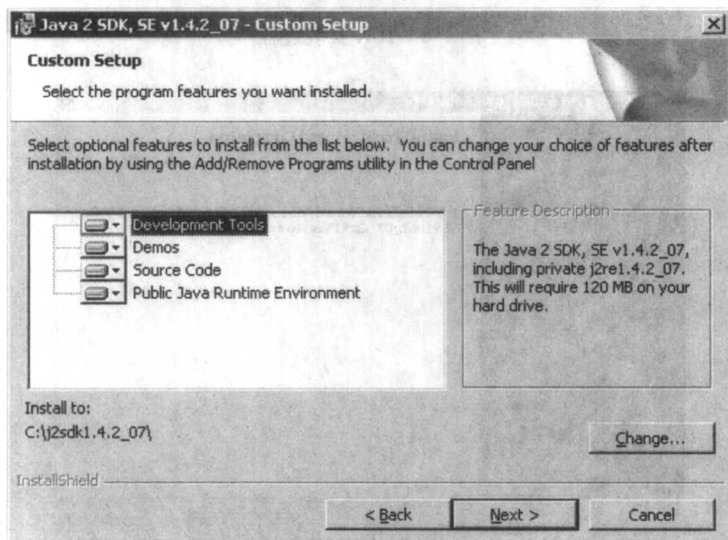 Java 2 SDK, SE v1.4.2_07 - Custom Setup
Custom Setup
Select the program features you want installed.
Select optional features to install from the list below. You can change your choice of features after
installation by using the Add/Remove Programs utility in the Control Panel
Development Tools
Demos
Source Code
Public Java Runtime Environment
Feature Description
The Java 2 SDK, SE v1.4.2_07,
including private j2re1.4.2_07.
This will require 120 MB on your
hard drive.
Install to:
C:\j2sdk1.4.2_07\
Change...
InstallShield
< Back
Next >
Cancel